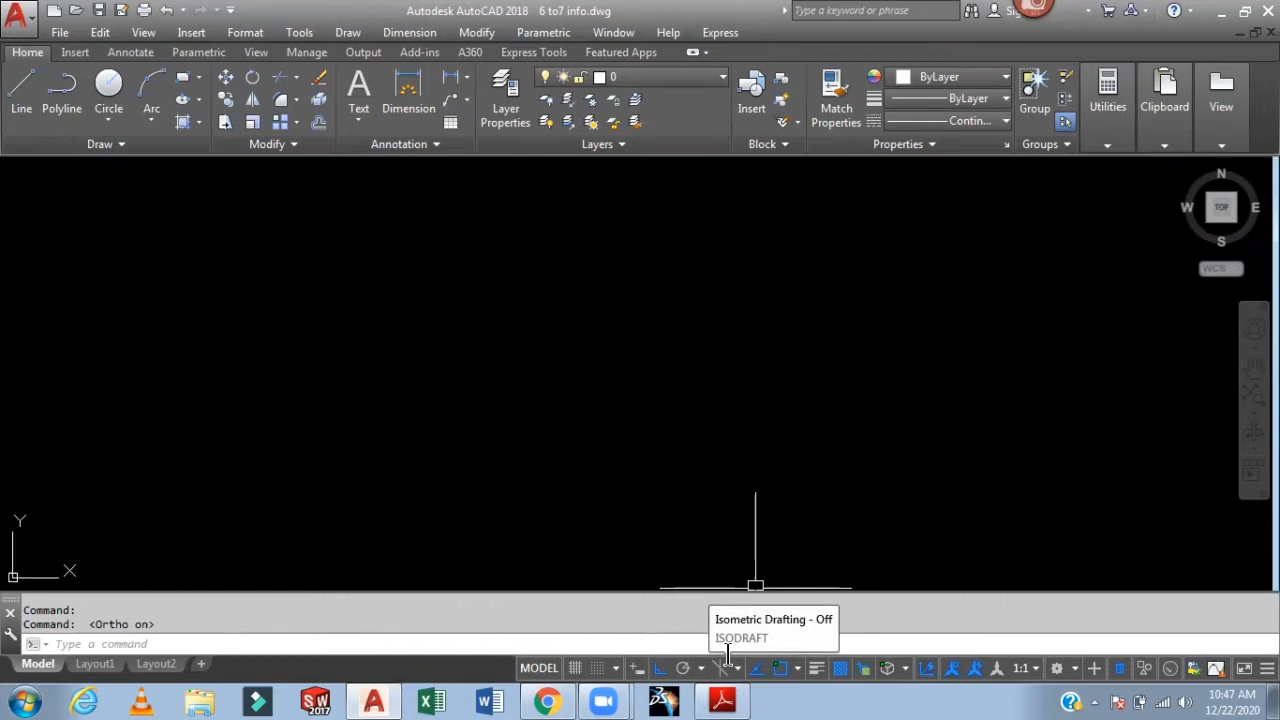 Autodesk AutoCAD 2018 6 to7 info.dwg
Type a keyword or phrase
File Edit View Insert Format Tools Draw Dimension Modify Parametric Window Help Express
Home Insert Annotate Parametric View Manage Output Add-ins A360 Express Tools Featured Apps
0
ByLayer
ByLayer
Contin...
Line Polyline Circle Arc
Text Dimension
Layer Properties
Insert
Match Properties
Group
Utilities
Clipboard
View
Draw Modify Annotation Layers Block Properties Groups
N
W TOP E
S
WCS
Y
X
Command:
Command: <Ortho on>
Type a command
Isometric Drafting - Off
ISODRAFT
Model Layout1 Layout2 +
MODEL
1:1
SW
2017
10:47 AM
12/22/2020